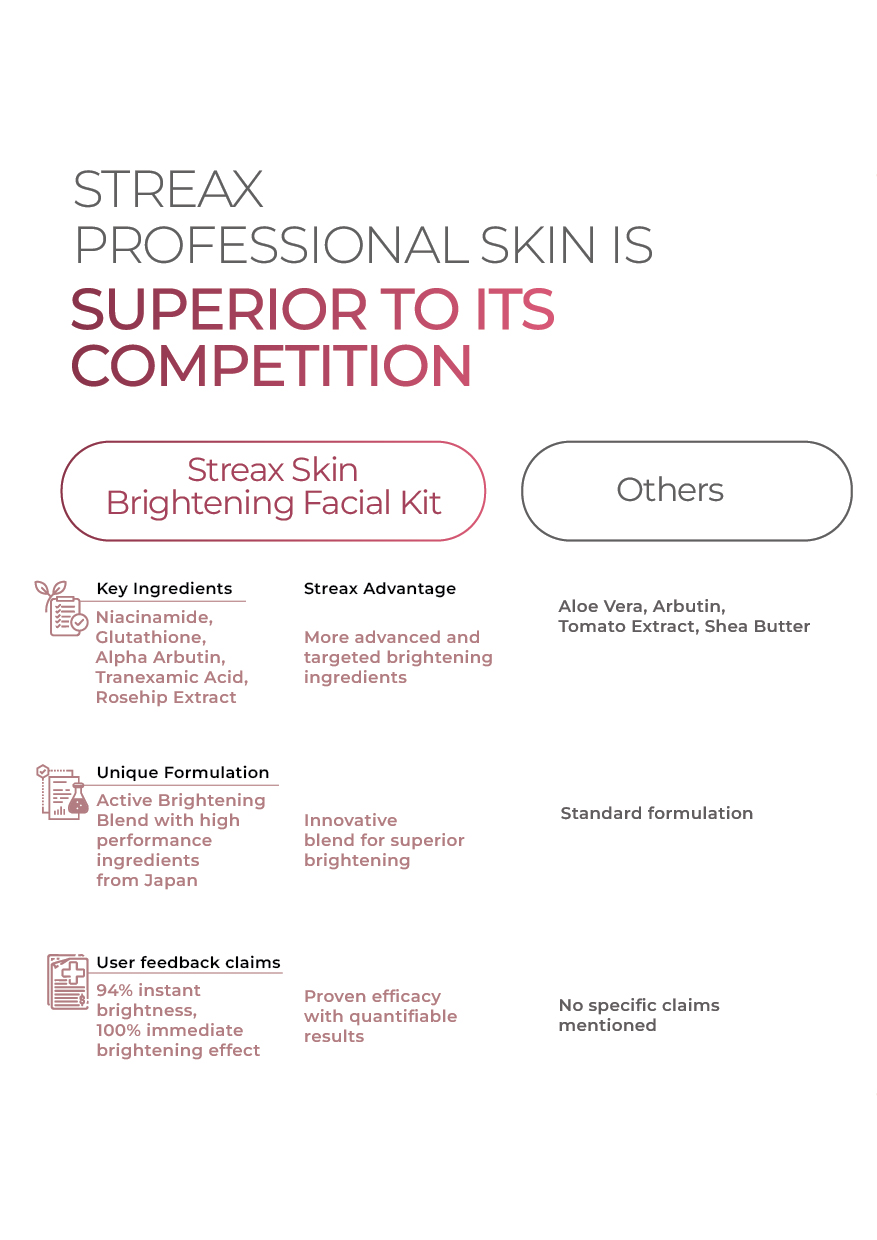 STREAX
PROFESSIONAL SKIN IS
SUPERIOR TO ITS
COMPETITION
Streax Skin
Brightening Facial Kit
Others
Key Ingredients
Niacinamide,
Glutathione,
Alpha Arbutin,
Tranexamic Acid,
Rosehip Extract
Streax Advantage
More advanced and
targeted brightening
ingredients
Aloe Vera, Arbutin,
Tomato Extract, Shea Butter
Unique Formulation
Active Brightening
Blend with high
performance
ingredients
from Japan
Innovative
blend for superior
brightening
Standard formulation
User feedback claims
94% instant
brightness,
100% immediate
brightening effect
Proven efficacy
with quantifiable
results
No specific claims
mentioned